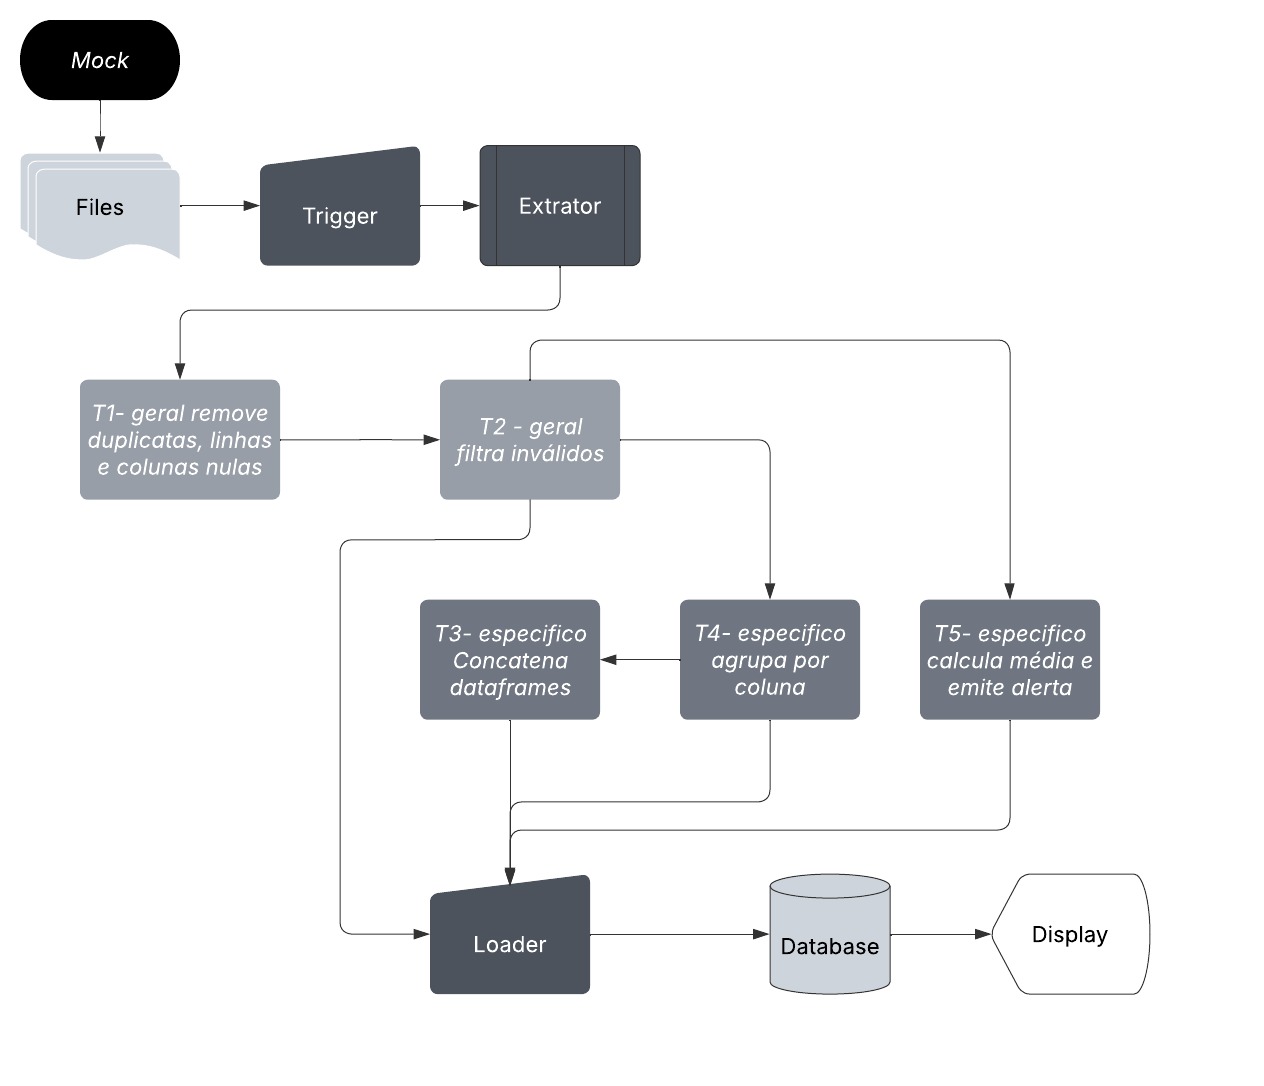 Mock
Files
Trigger
Extrator
T1- geral remove
duplicatas, linhas
e colunas nulas
T2 - geral
filtra inválidos
T3- especifico
Concatena
dataframes
T4- especifico
agrupa por
coluna
T5- especifico
calcula média e
emite alerta
Loader
Database
Display